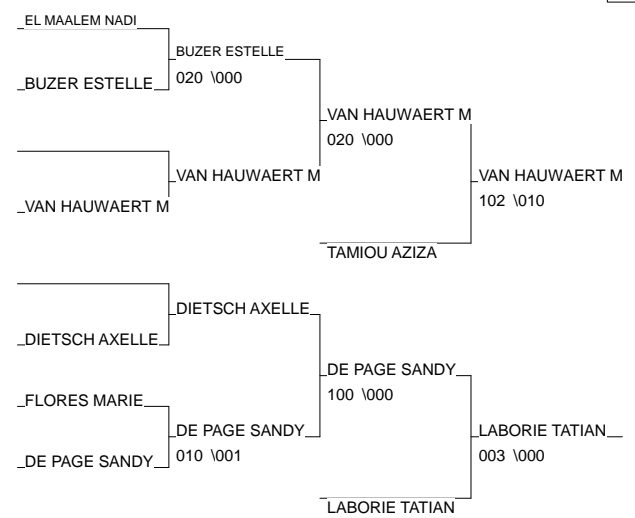 EL MAALEM NADI
BUZER ESTELLE
BUZER ESTELLE
020 \000
VAN HAUWAERT M
020 \000
VAN HAUWAERT M
VAN HAUWAERT M
VAN HAUWAERT M
102 \010
TAMIOU AZIZA
DIETSCH AXELLE
DIETSCH AXELLE
DE PAGE SANDY
100 \000
FLORES MARIE
DE PAGE SANDY
010 \001
DE PAGE SANDY
LABORIE TATIAN
003 \000
LABORIE TATIAN